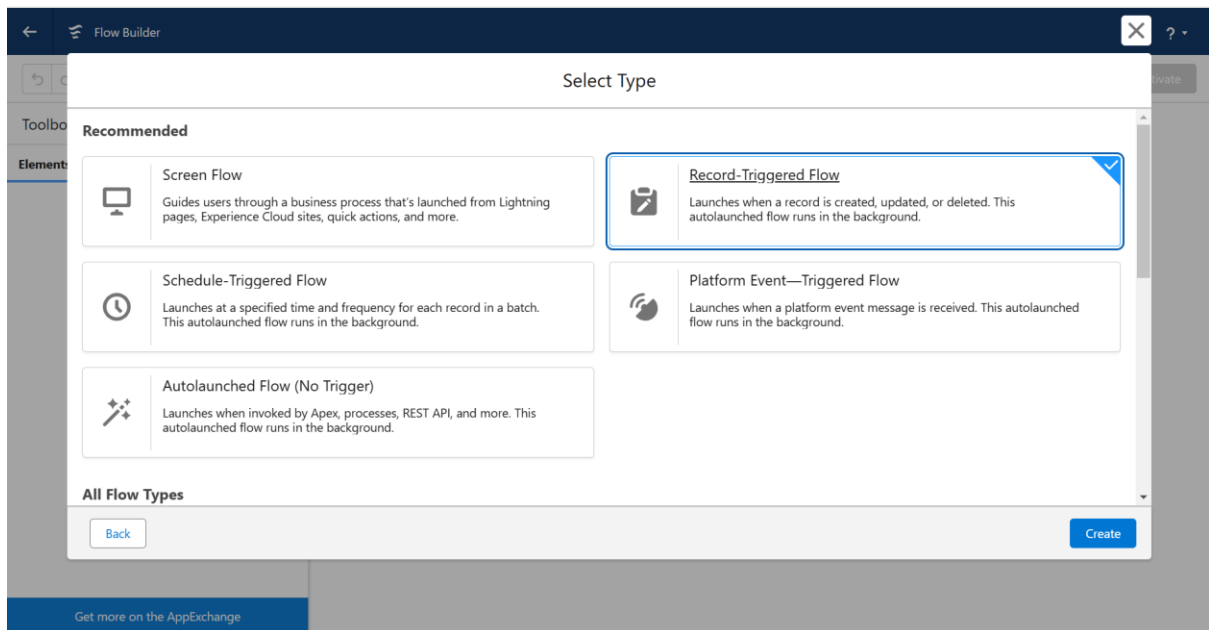 Flow Builder
?
Select Type
tivate
Toolbo
Recommended
Elements
Screen Flow
Guides users through a business process that's launched from Lightning
pages, Experience Cloud sites, quick actions, and more.
Record-Triggered Flow
Launches when a record is created, updated, or deleted. This
autolaunched flow runs in the background.
Schedule-Triggered Flow
Launches at a specified time and frequency for each record in a batch.
This autolaunched flow runs in the background.
Platform Event—Triggered Flow
Launches when a platform event message is received. This autolaunched
flow runs in the background.
Autolaunched Flow (No Trigger)
Launches when invoked by Apex, processes, REST API, and more. This
autolaunched flow runs in the background.
All Flow Types
Back
Create
Get more on the AppExchange